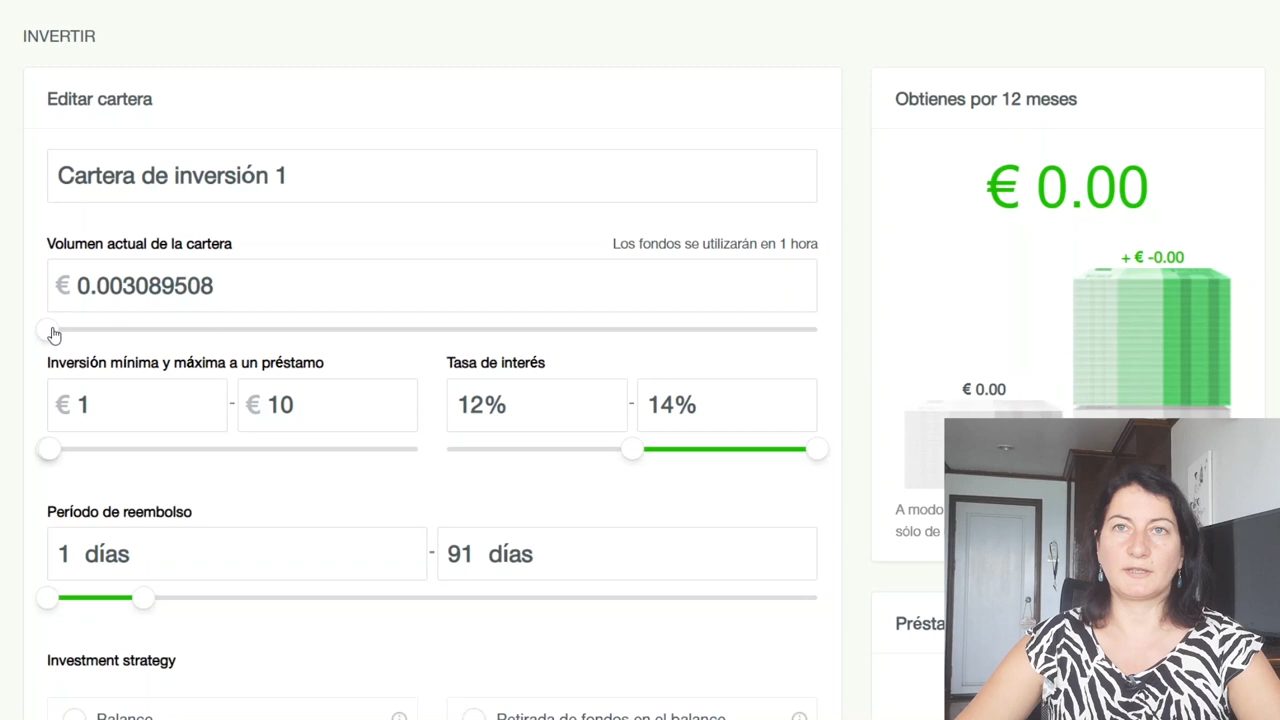 INVERTIR
Editar cartera
Cartera de inversión 1
Volumen actual de la cartera
Los fondos se utilizarán en 1 hora
€ 0.003089508
Inversión mínima y máxima a un préstamo
Tasa de interés
€ 1 - € 10
12% - 14%
Período de reembolso
1 días - 91 días
Investment strategy
Balance
Retirada de fondos en el balance
Obtienes por 12 meses
€ 0.00
+ € -0.00
€ 0.00
A modo
sólo de
Présta